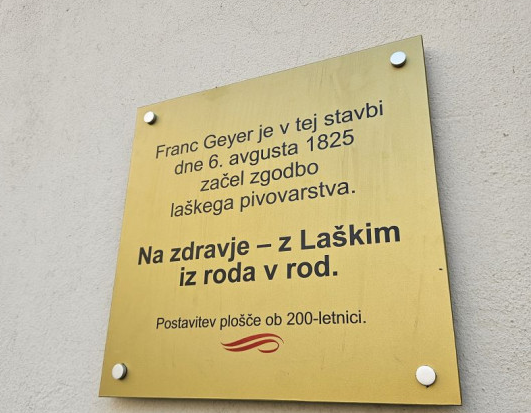 Franc Geyer je v tej stavbi
dne 6. avgusta 1825
začel zgodbo
laškega pivovarstva.
Na zdravje – z Laškim
iz roda v rod.
Postavitev plošče ob 200-letnici.